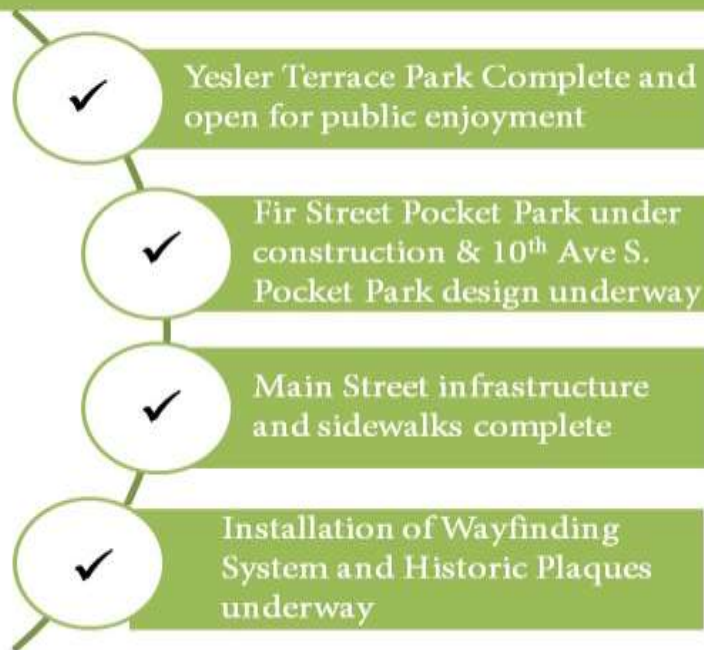 Yesler Terrace Park Complete and
open for public enjoyment
Fir Street Pocket Park under
construction & 10th Ave S.
Pocket Park design underway
Main Street infrastructure
and sidewalks complete
Installation of Wayfinding
System and Historic Plaques
underway